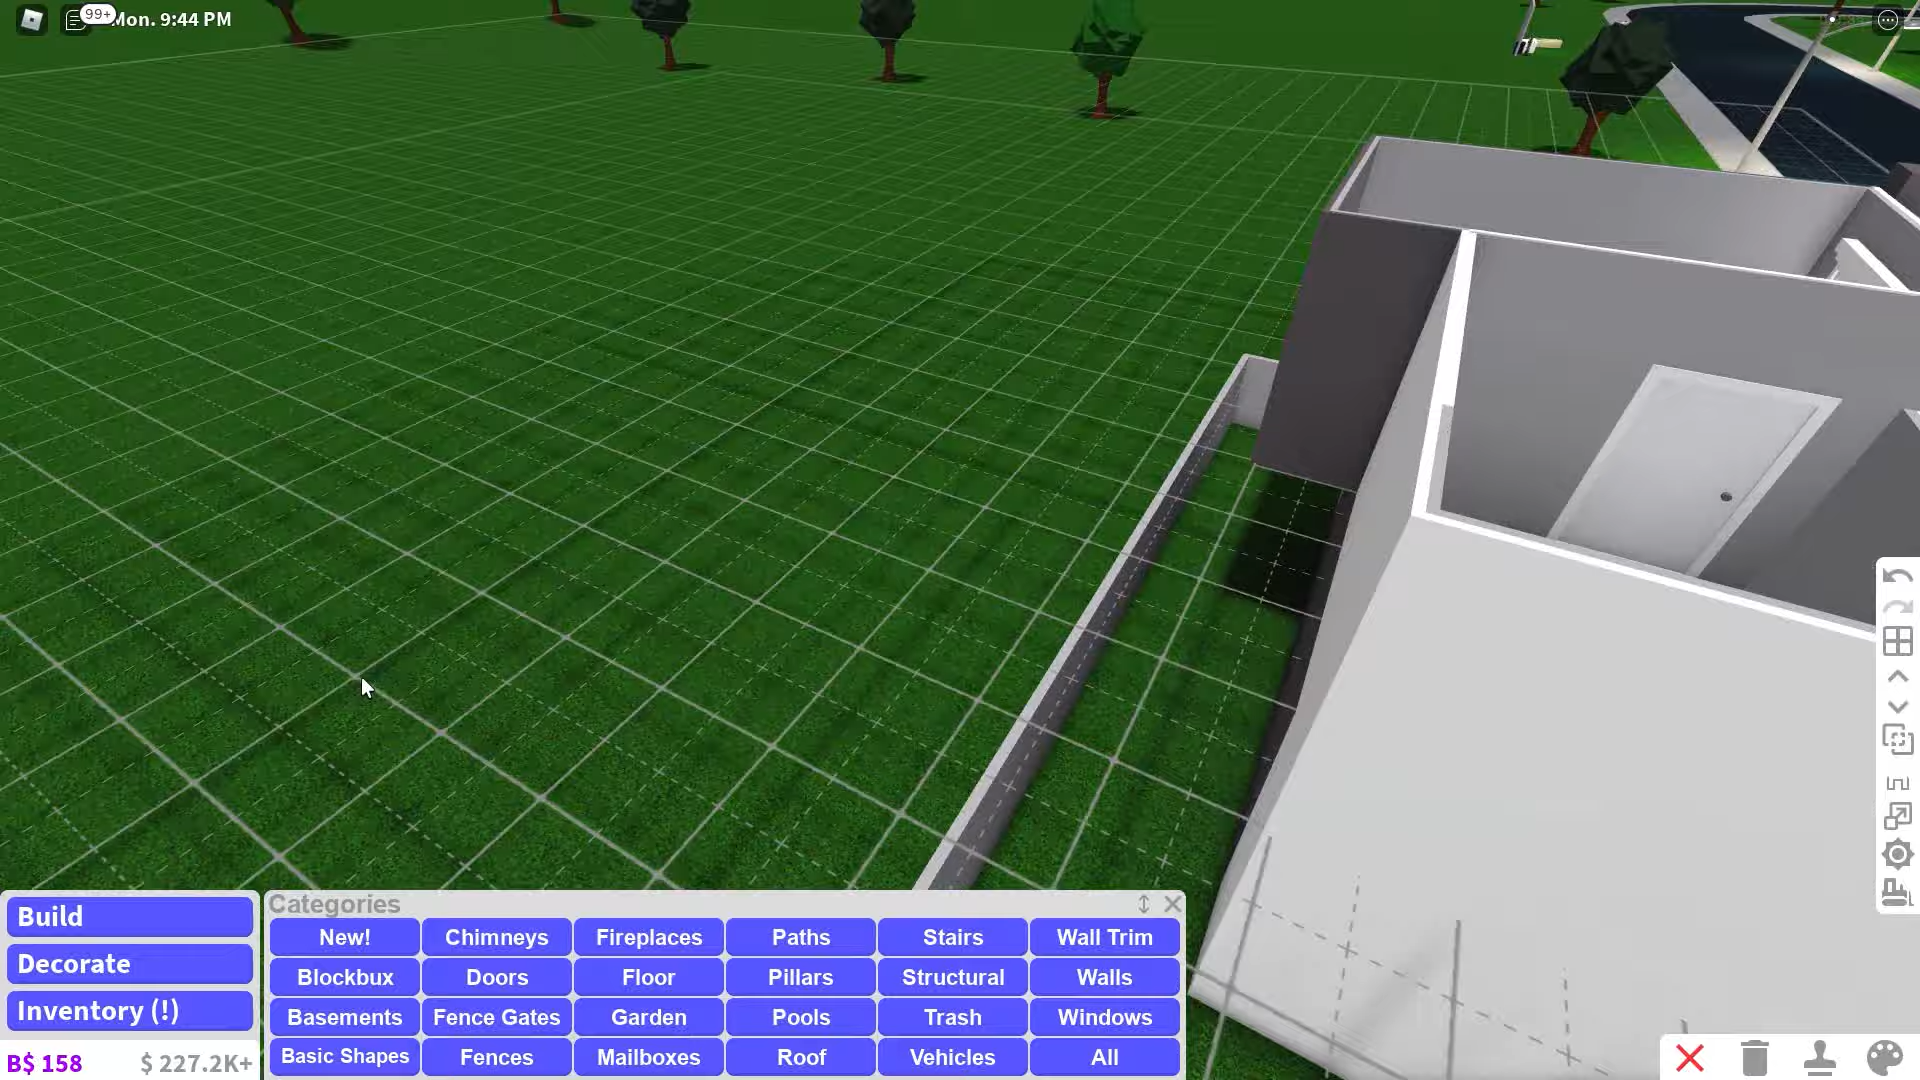 99+
Mon. 9:44 PM
Build
Decorate
Inventory (!)
B$ 158 $ 227.2K+
Categories
New! Chimneys Fireplaces Paths Stairs Wall Trim
Blockbux Doors Floor Pillars Structural Walls
Basements Fence Gates Garden Pools Trash Windows
Basic Shapes Fences Mailboxes Roof Vehicles All